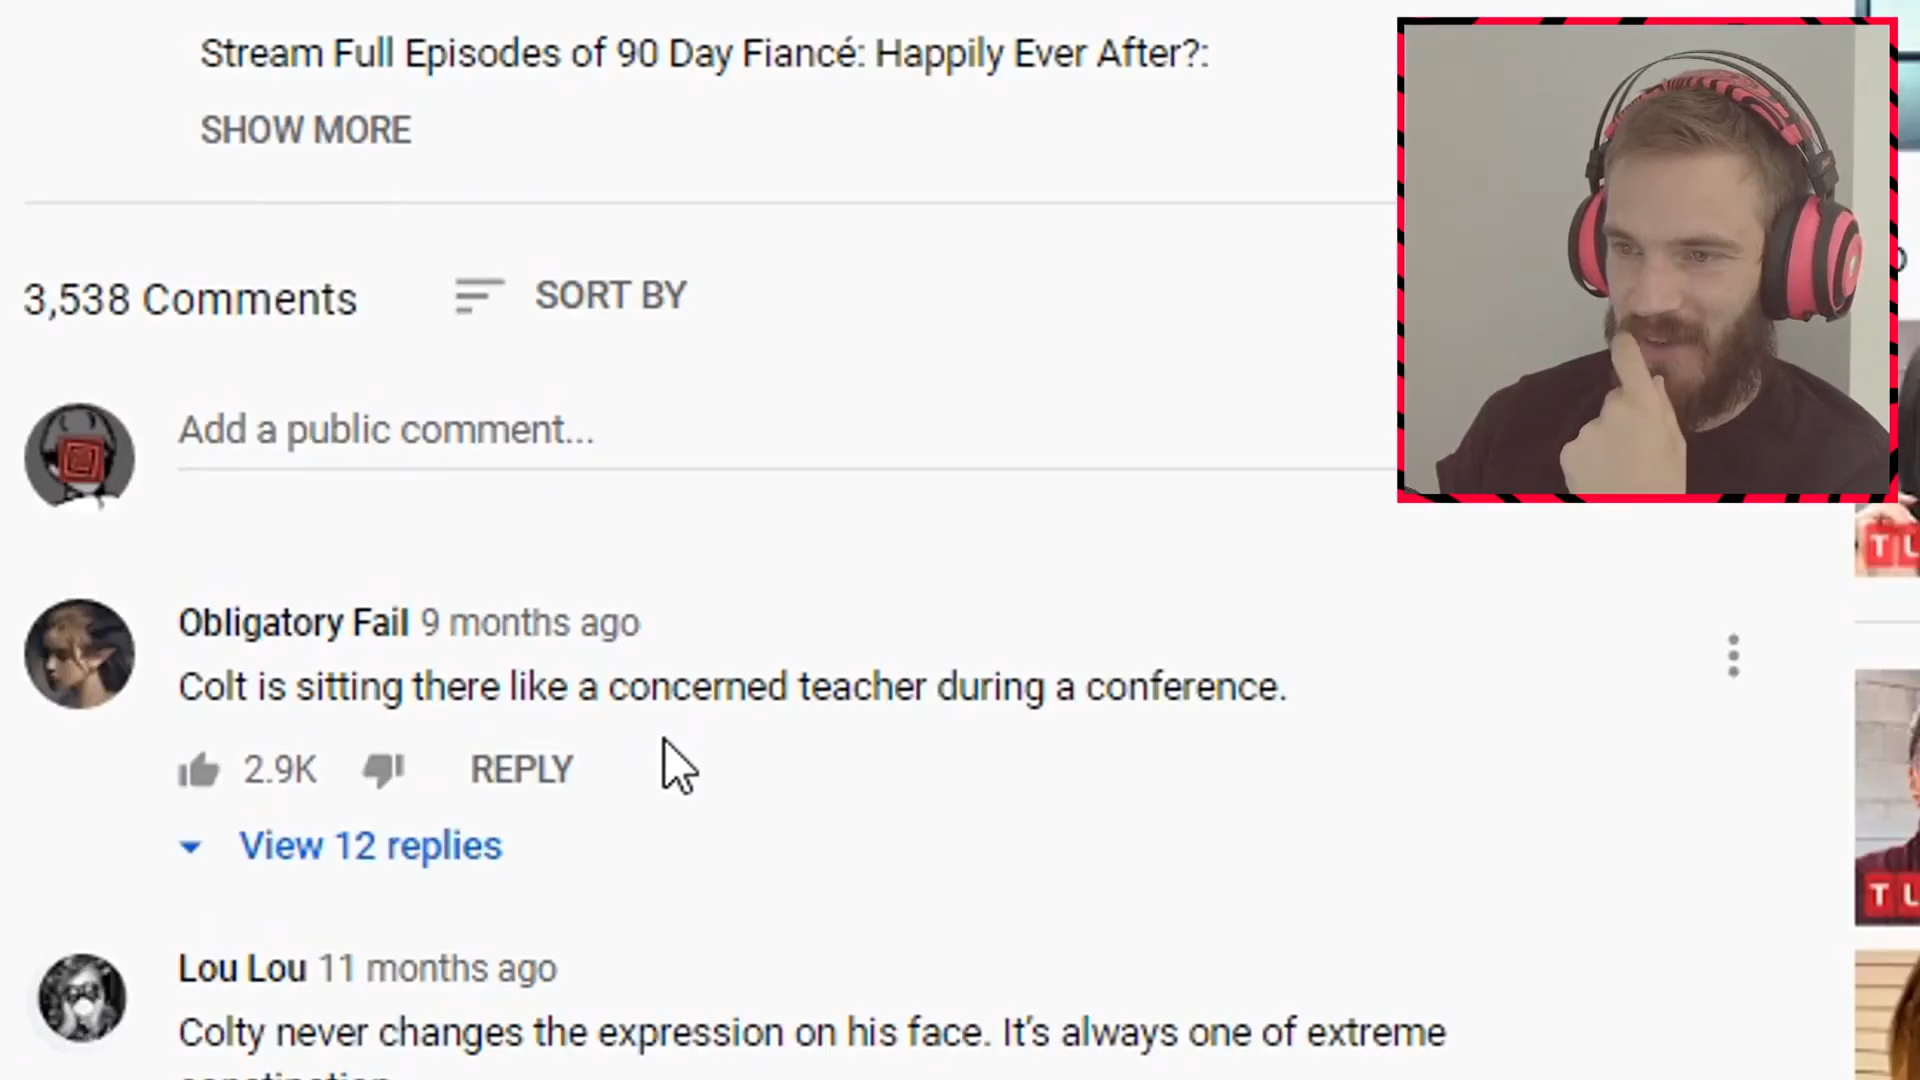 Stream Full Episodes of 90 Day Fiancé: Happily Ever After?:
SHOW MORE
3,538 Comments
SORT BY
Add a public comment...
Obligatory Fail 9 months ago
Colt is sitting there like a concerned teacher during a conference.
2.9K
REPLY
View 12 replies
Lou Lou 11 months ago
Colty never changes the expression on his face. It's always one of extreme
TL
TL